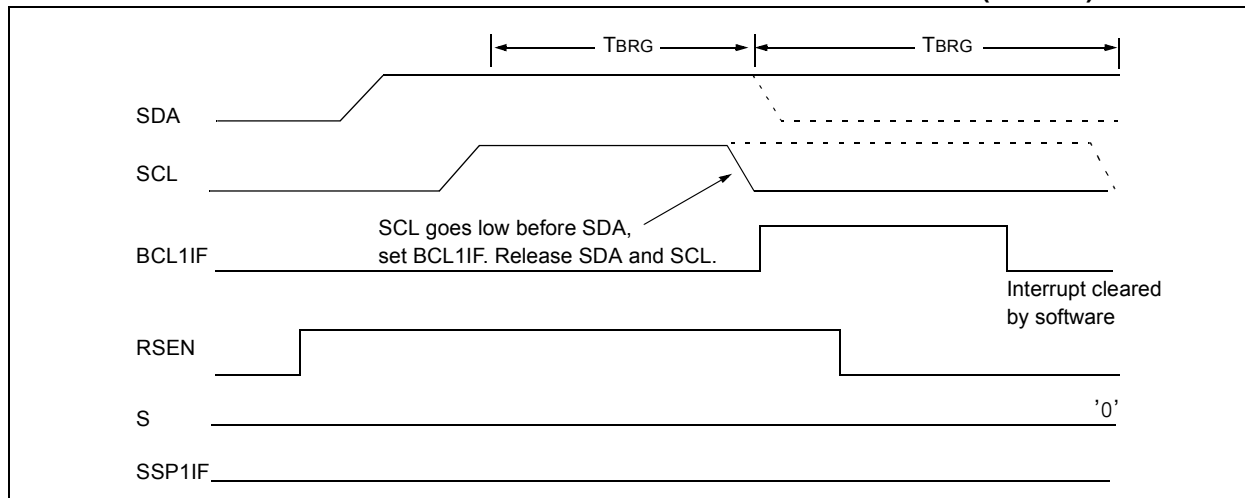 TBRG TBRG
SDA
SCL
SCL goes low before SDA,
set BCL1IF. Release SDA and SCL.
BCL1IF
Interrupt cleared
by software
RSEN
S
'0'
SSP1IF